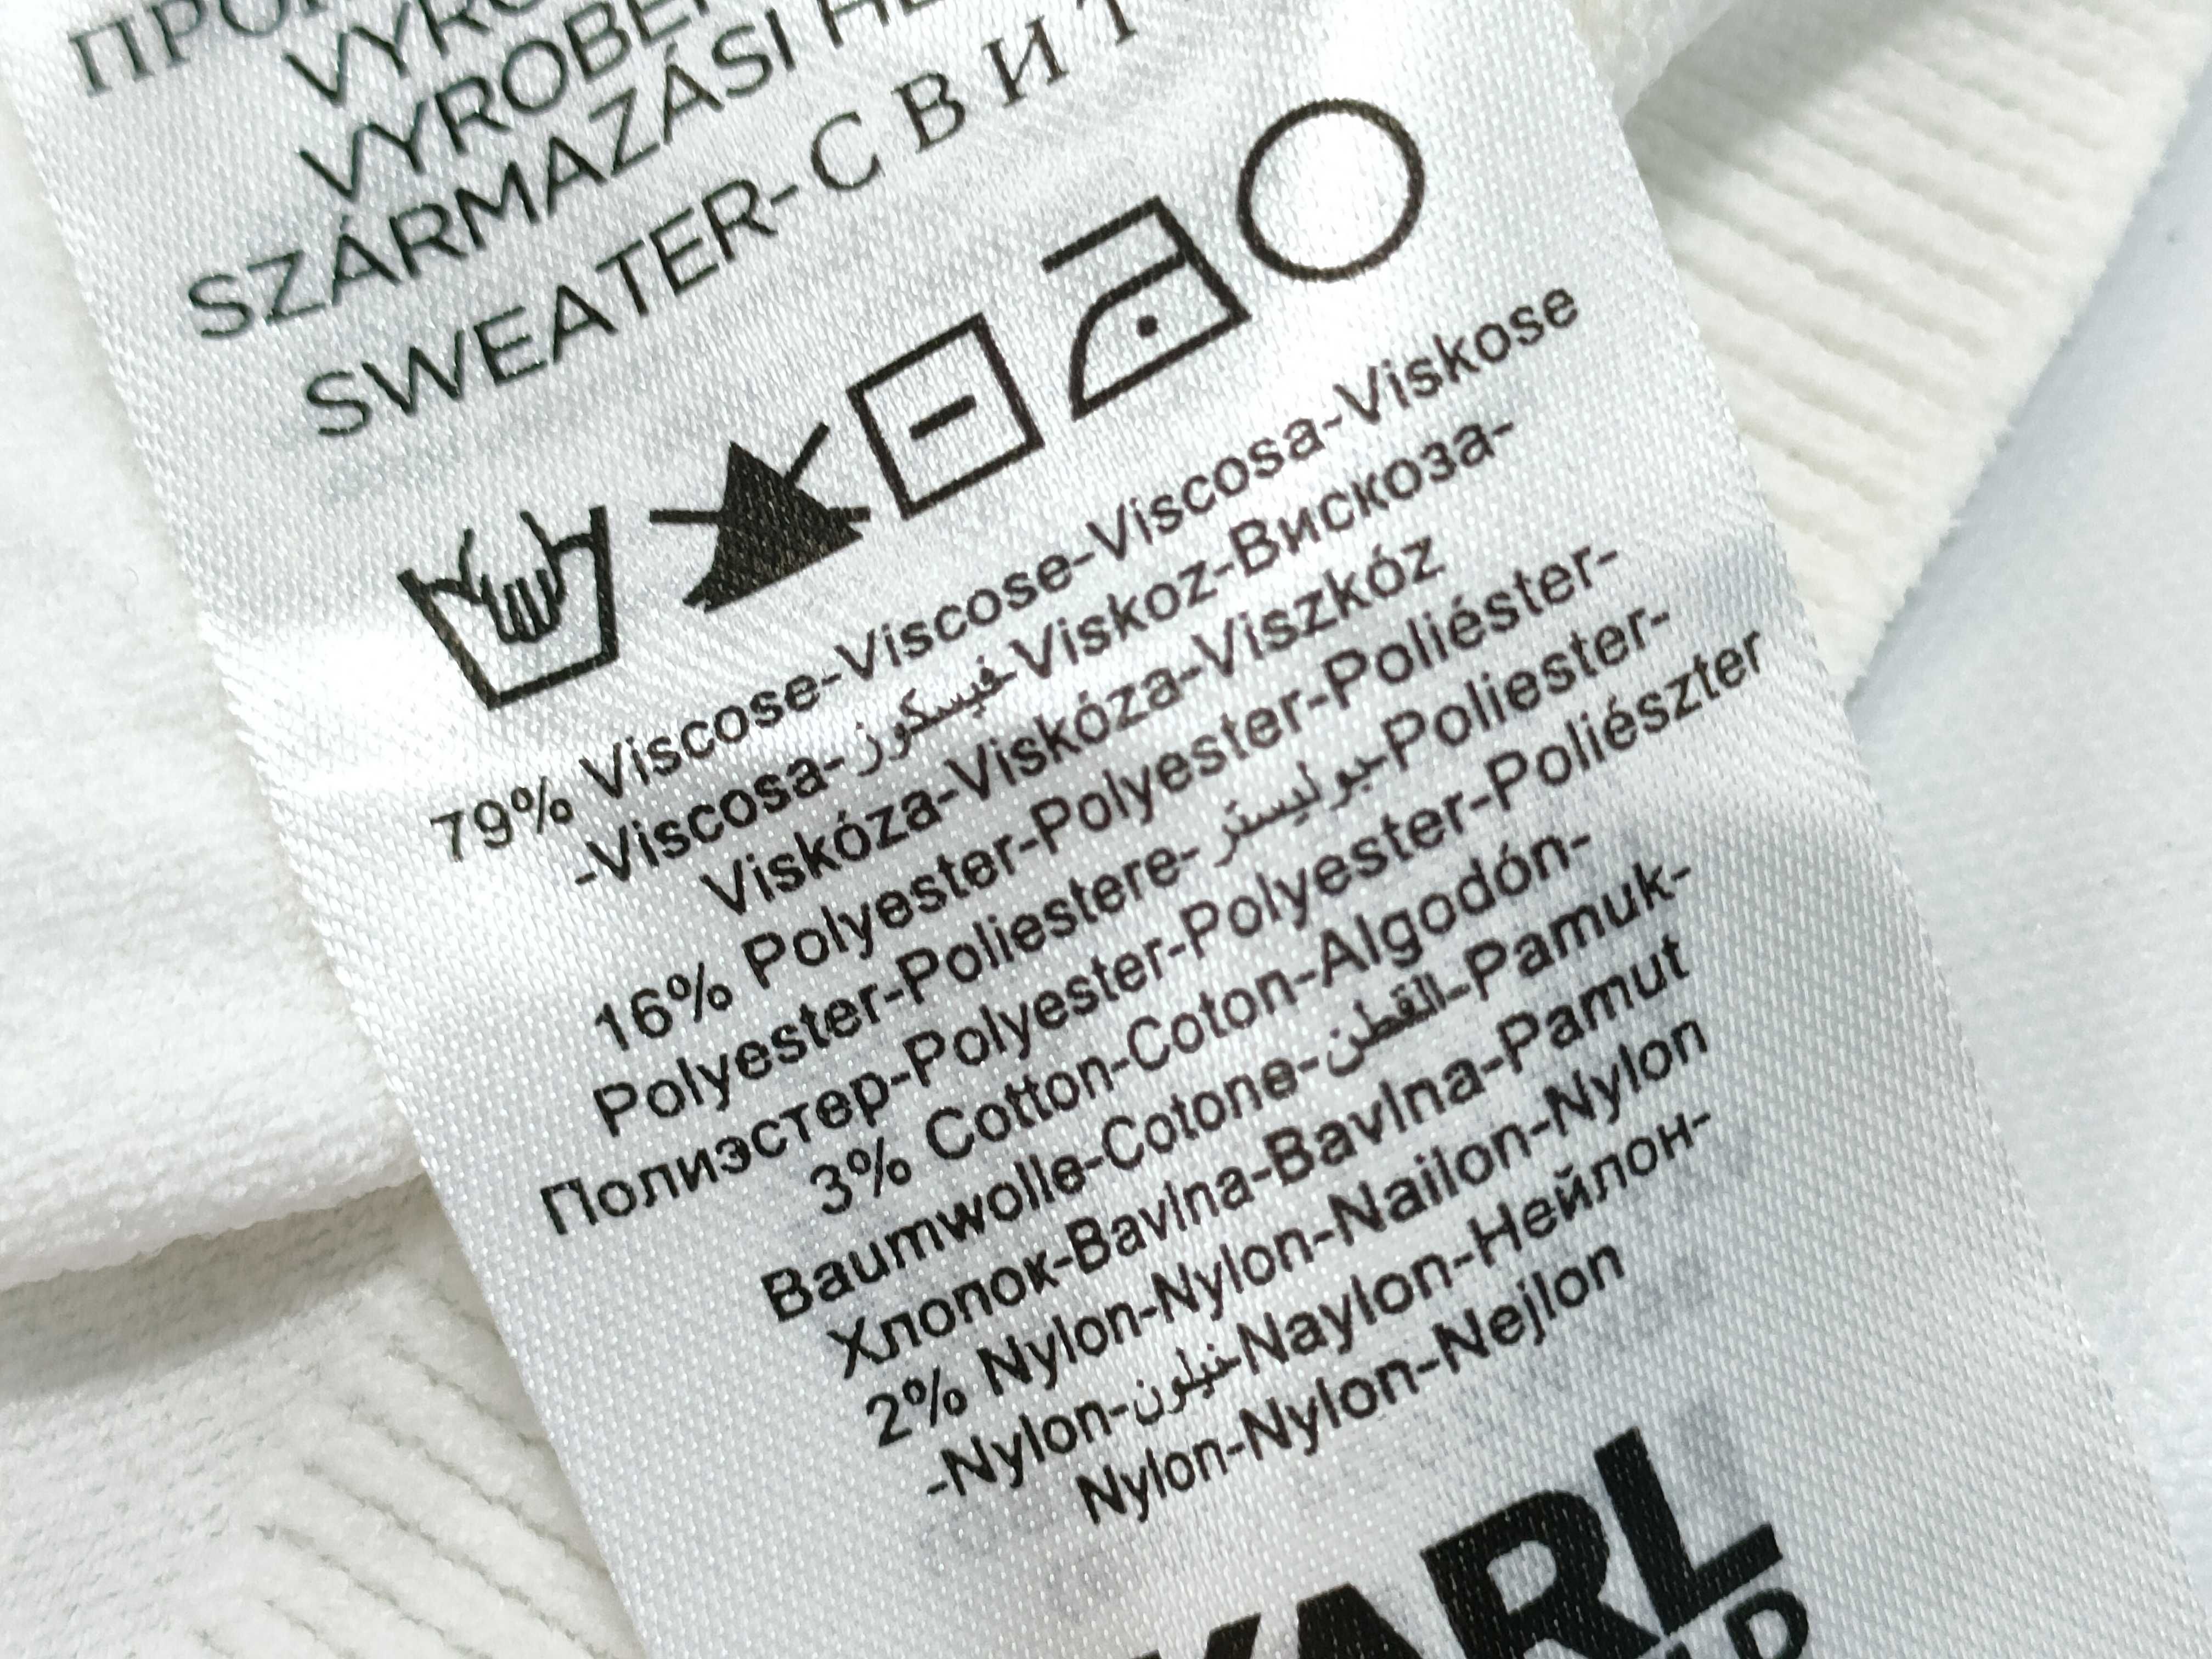 SZÁRMAZÁSI
SWEATER-СВИТ
79% Viscose-Viscose-Viscosa-Viskose
-Viscosa-فيسكوز-Viskoz-Вискоза-
Viskóza-Viskóza-Viszkóz
16% Polyester-Polyester-Poliéster-
Polyester-Poliestere-بوليستر-Poliester-
Полиэстер-Polyester-Polyester-Poliészter
3% Cotton-Coton-Algodón-
Baumwolle-Cotone-القطن-Pamuk-
Хлопок-Bavlna-Bavlna-Pamut
2% Nylon-Nylon-Nailon-Nylon
-Nylon-نيلون-Naylon-Нейлон-
Nylon-Nylon-Nejlon
KARL